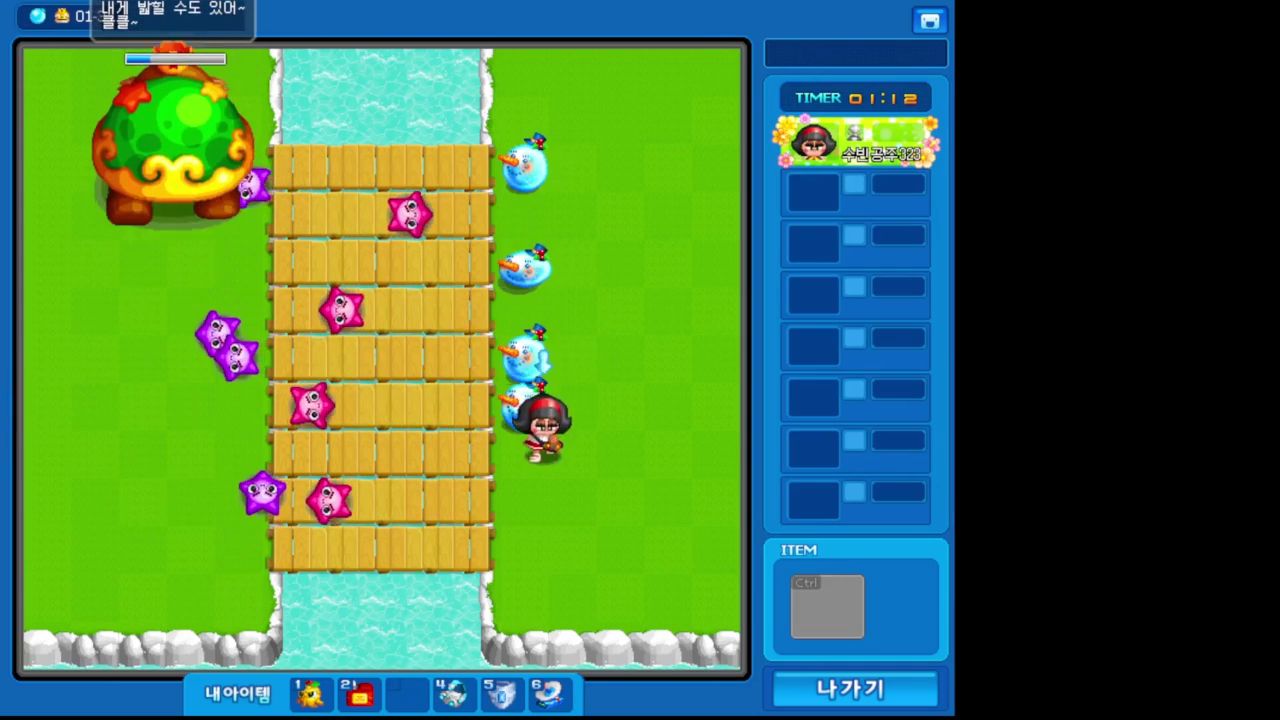 내게 밟힐 수도 있어~
클클~
01-
TIMER 01:12
수빈공주023
ITEM
Ctrl
내아이템
1
2
4
5
6
나가기